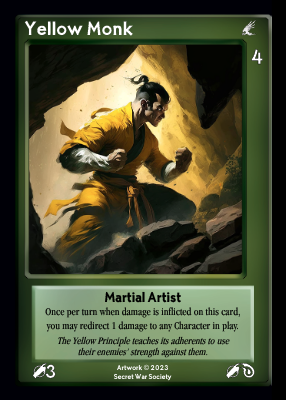 Yellow Monk
4
Martial Artist
Once per turn when damage is inflicted on this card,
you may redirect 1 damage to any Character in play.
The Yellow Principle teaches its adherents to use
their enemies' strength against them.
3
Artwork © 2023
Secret War Society